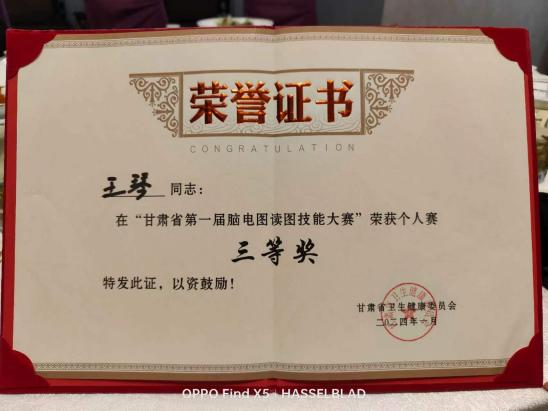 荣誉证书
CONGRATULATION
王琴 同志：
在“甘肃省第一届脑电图读图技能大赛”荣获个人赛
三等奖
特发此证，以资鼓励！
甘肃省卫生健康委员会
二〇二四年一月
OPPO Find X5 | HASSELBLAD